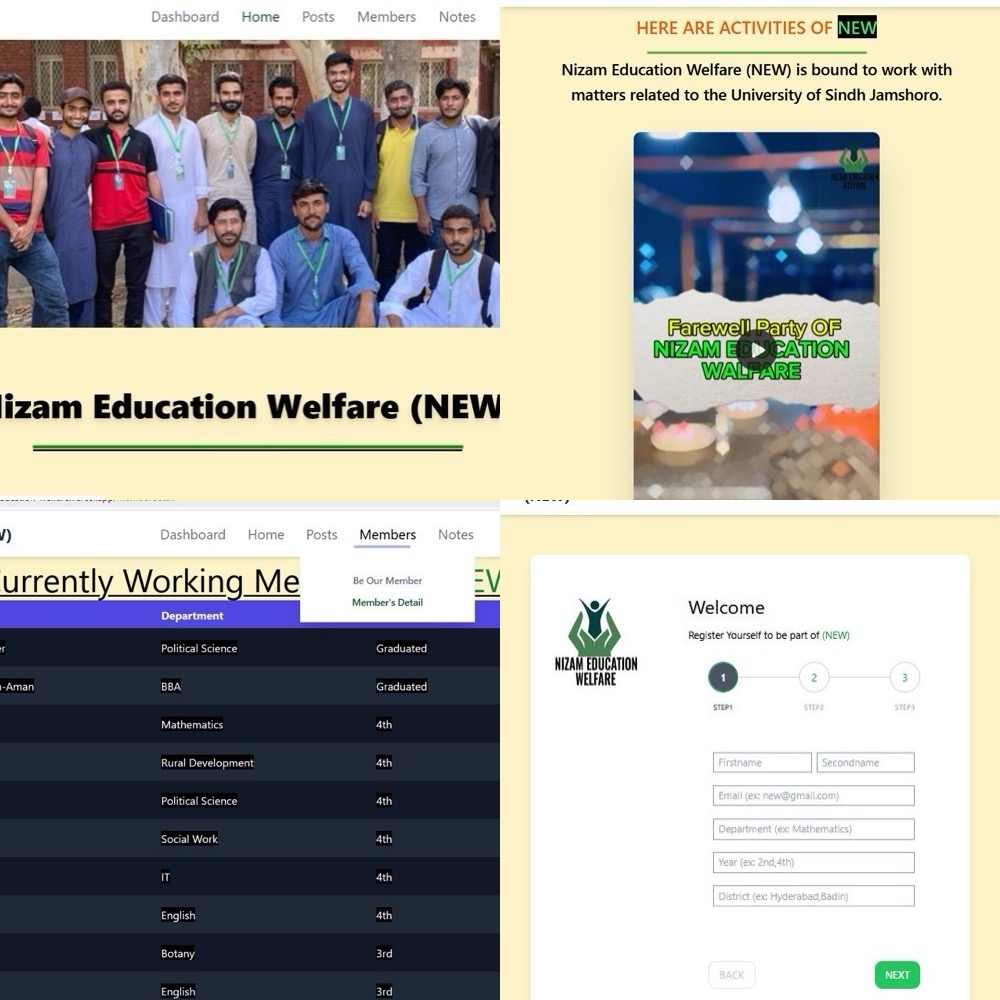 Dashboard Home Posts Members Notes
izam Education Welfare (NEW
HERE ARE ACTIVITIES OF NEW
Nizam Education Welfare (NEW) is bound to work with
matters related to the University of Sindh Jamshoro.
NIZAM EDUCATION
WELFARE
Farewell Party OF
NIZAM EDUCATION
WALFARE
Dashboard Home Posts Members Notes
Be Our Member
Member's Detail
urrently Working Me
Department
Political Science Graduated
-Aman BBA Graduated
Mathematics 4th
Rural Development 4th
Political Science 4th
Social Work 4th
IT 4th
English 4th
Botany 3rd
English 3rd
NIZAM EDUCATION
WELFARE
Welcome
Register Yourself to be part of (NEW)
1 2 3
STEP1 STEP2 STEP3
Firstname Secondname
Email (ex: new@gmail.com)
Department (ex: Mathematics)
Year (ex: 2nd,4th)
District (ex: Hyderabad,Badin)
BACK NEXT